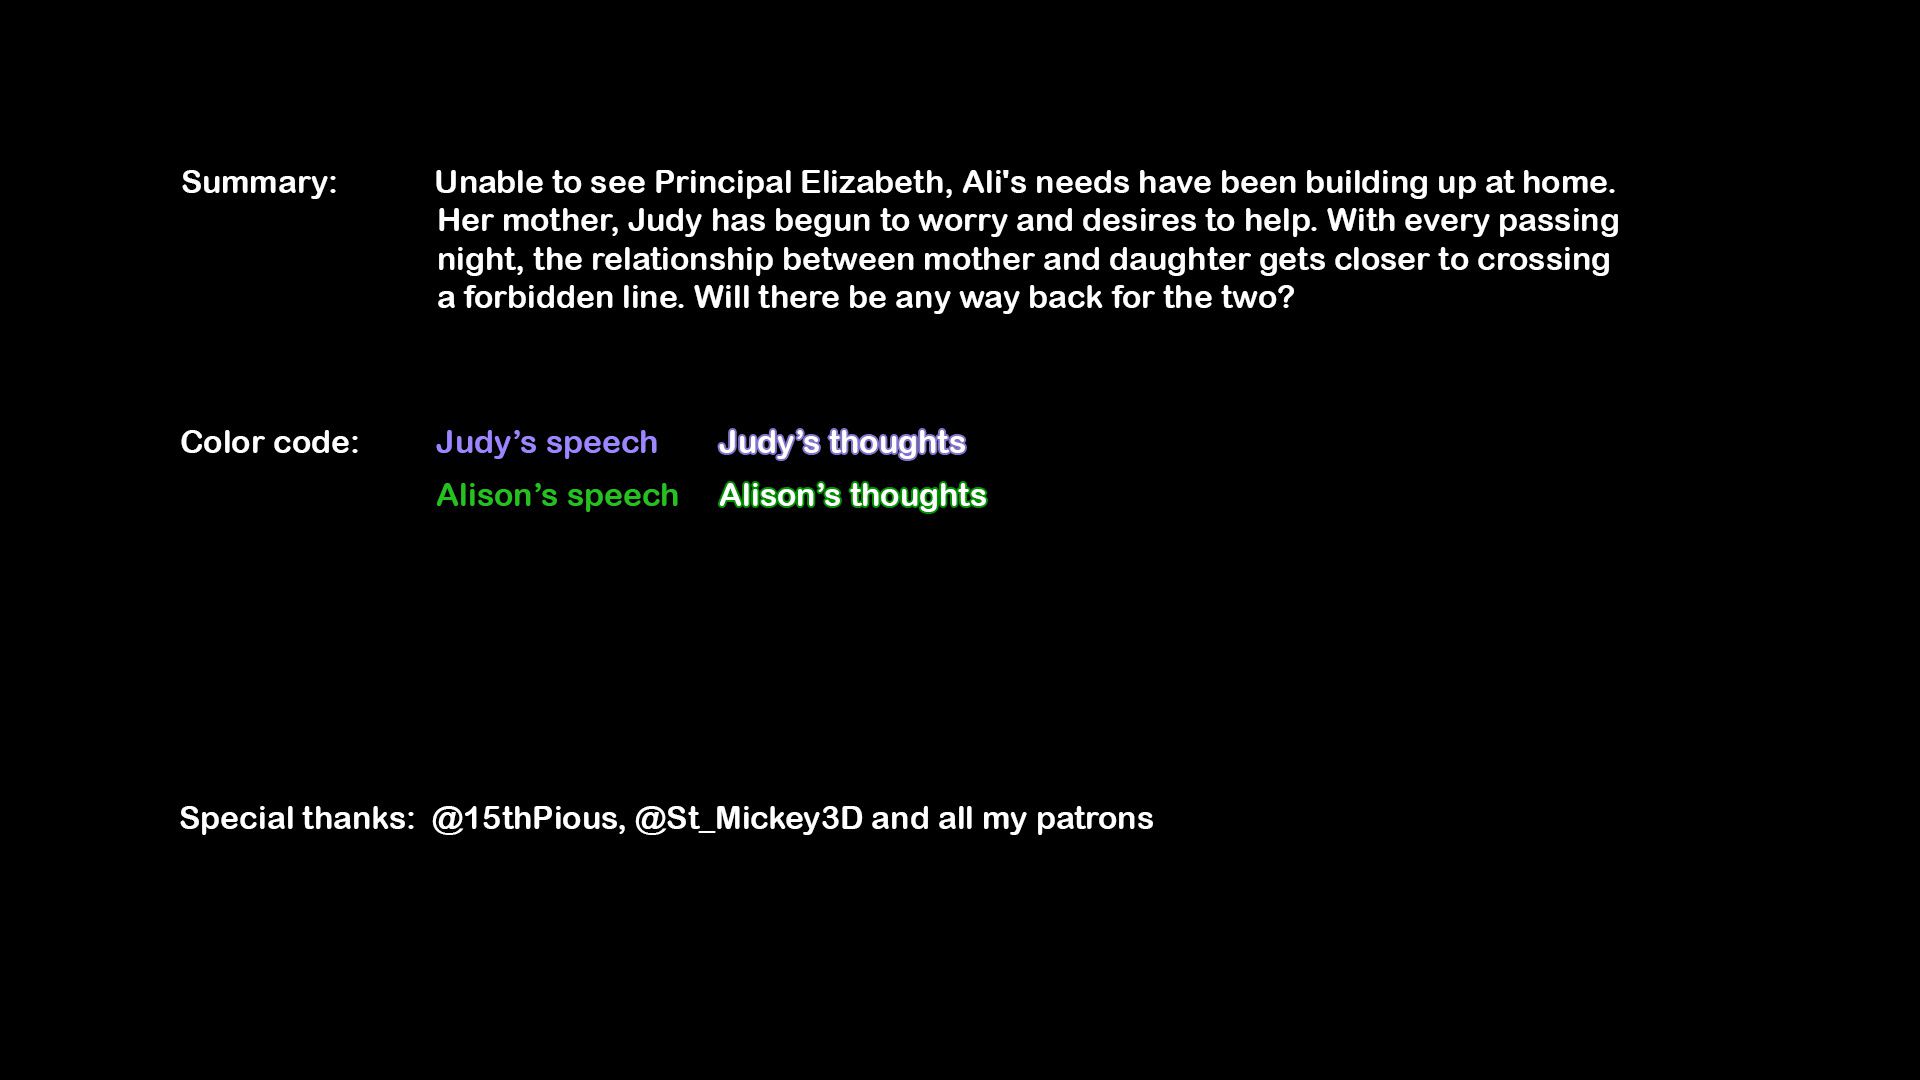 Summary: Unable to see Principal Elizabeth, Ali's needs have been building up at home.
Her mother, Judy has begun to worry and desires to help. With every passing
night, the relationship between mother and daughter gets closer to crossing
a forbidden line. Will there be any way back for the two?
Color code: Judy’s speech Judy’s thoughts
Alison’s speech Alison’s thoughts
Special thanks: @15thPious, @St_Mickey3D and all my patrons